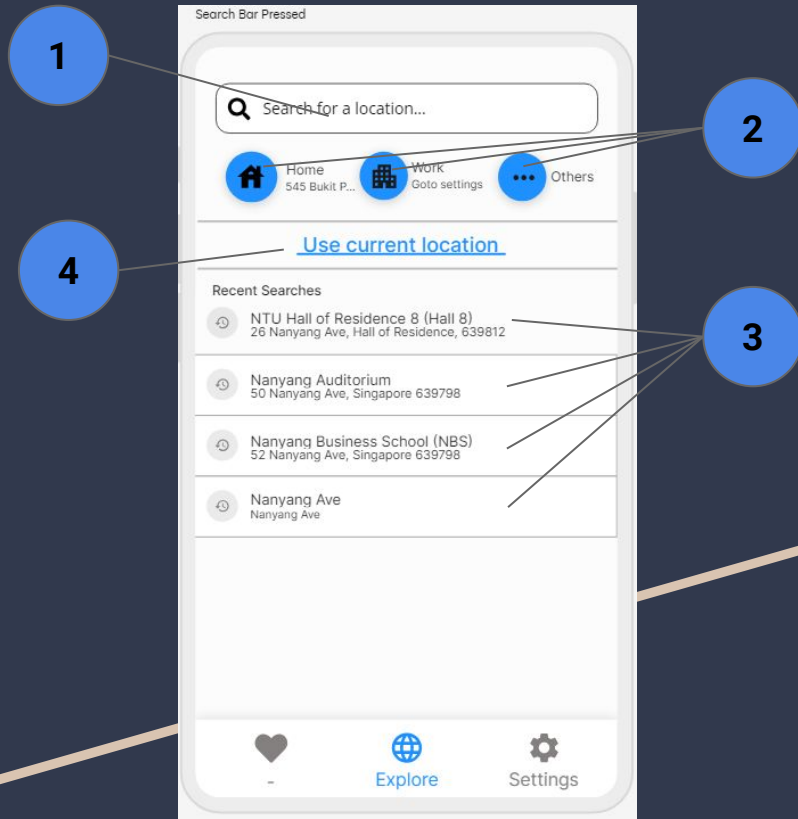 Search Bar Pressed
1
Search for a location...
2
Home
545 Bukit P...
Work
Goto settings
Others
4
Use current location
Recent Searches
NTU Hall of Residence 8 (Hall 8)
26 Nanyang Ave, Hall of Residence, 639812
3
Nanyang Auditorium
50 Nanyang Ave, Singapore 639798
Nanyang Business School (NBS)
52 Nanyang Ave, Singapore 639798
Nanyang Ave
Nanyang Ave
-
Explore
Settings